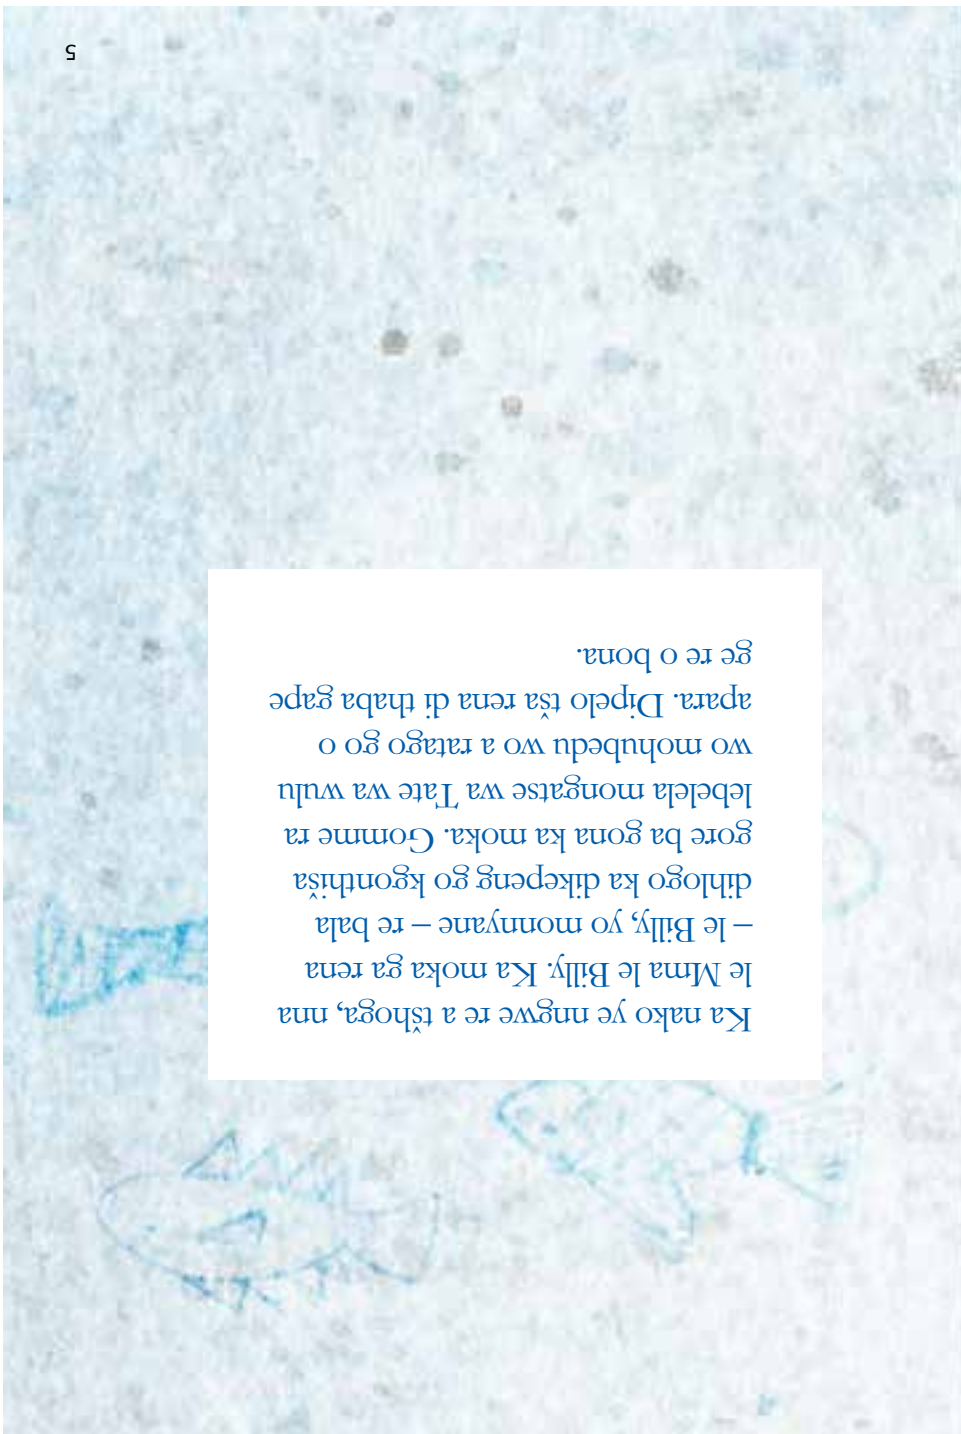 Ka nako ye nngwe re a tšhoga, nna
le Mma le Billy. Ka moka ga rena
– le Billy, yo monnyane – re bala
dihlogo ka dikepeng go kgonthiša
gore ba gona ka moka. Gomme ra
lebelela mongatse wa Tate wa wulu
wo mohubedu wo a ratago go o
apara. Dipelo tša rena di thaba gape
ge re o bona.
5